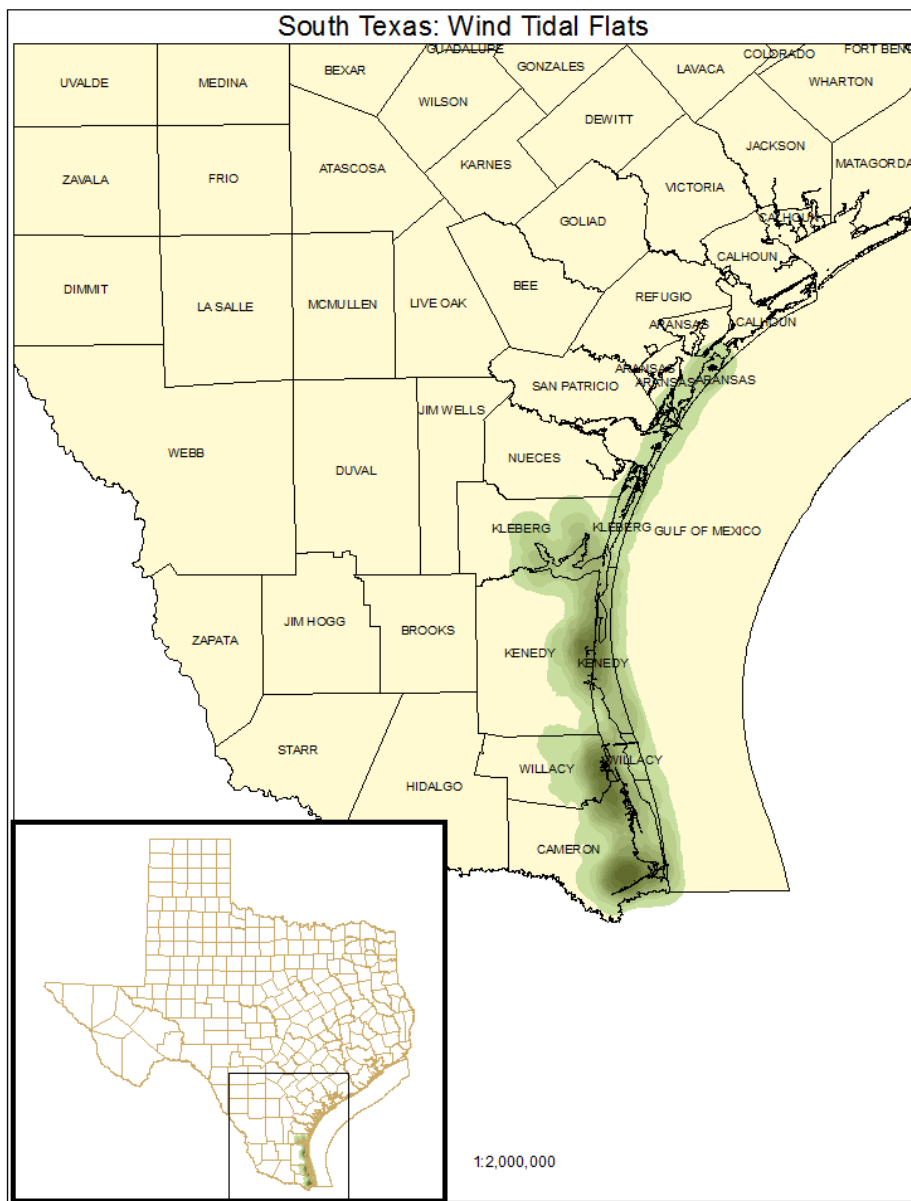 South Texas: Wind Tidal Flats
GUADALUPE
COLORADO
FORT BEND
BEXAR
GONZALES
LAVACA
UVALDE
MEDINA
WHARTON
WILSON
DEWITT
JACKSON
ATASCOSA
KARNES
MATAGORDA
ZAVALA
FRIO
VICTORIA
CALHOUN
GOLIAD
CALHOUN
DIMMIT
BEE
LA SALLE
MCMULLEN
LIVE OAK
REFUGIO
ARANSAS
CALHOUN
ARANSAS
ARANSAS
ARANSAS
SAN PATRICIO
JIM WELLS
WEBB
NUECES
DUVAL
KLEBERG
KLEBERG
GULF OF MEXICO
JIM HOGG
BROOKS
ZAPATA
KENEDY
KENEDY
STARR
WILLACY
WILLACY
HIDALGO
CAMERON
1:2,000,000